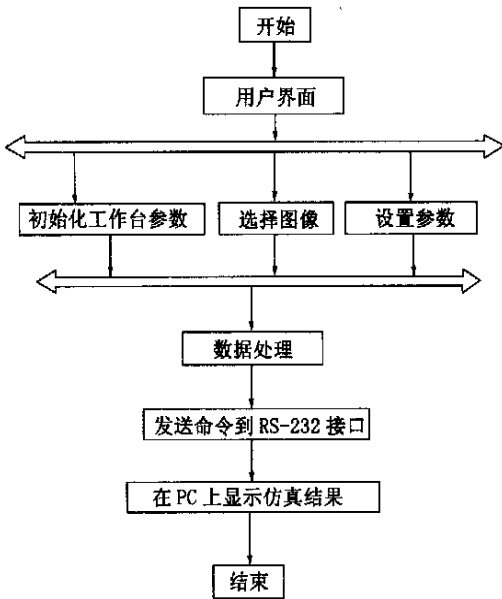 开始
用户界面
初始化工作台参数
选择图像
设置参数
数据处理
发送命令到 RS-232 接口
在 PC 上显示仿真结果
结束